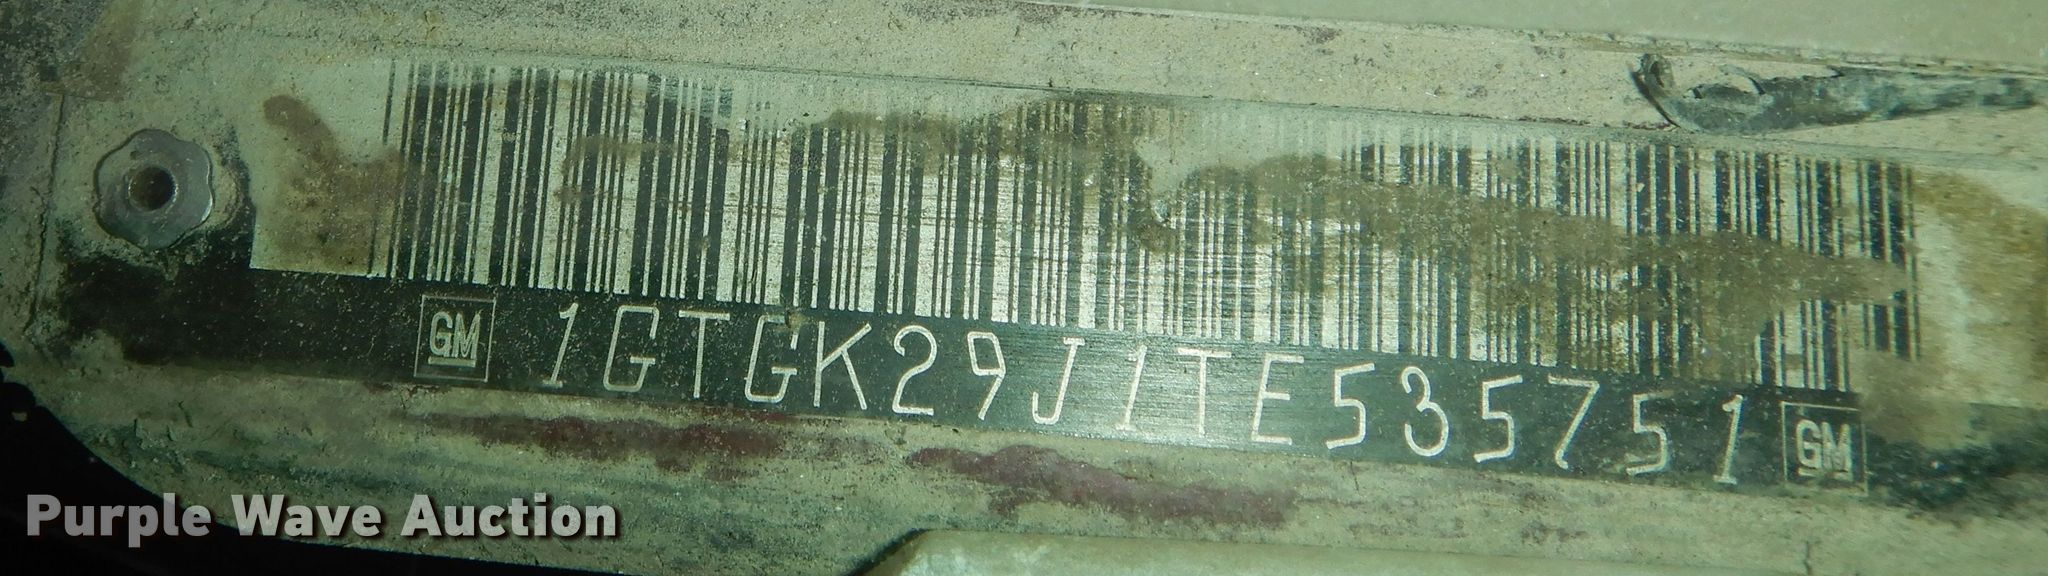 GM 1GTGK29J1TE535751 GM
Purple Wave Auction